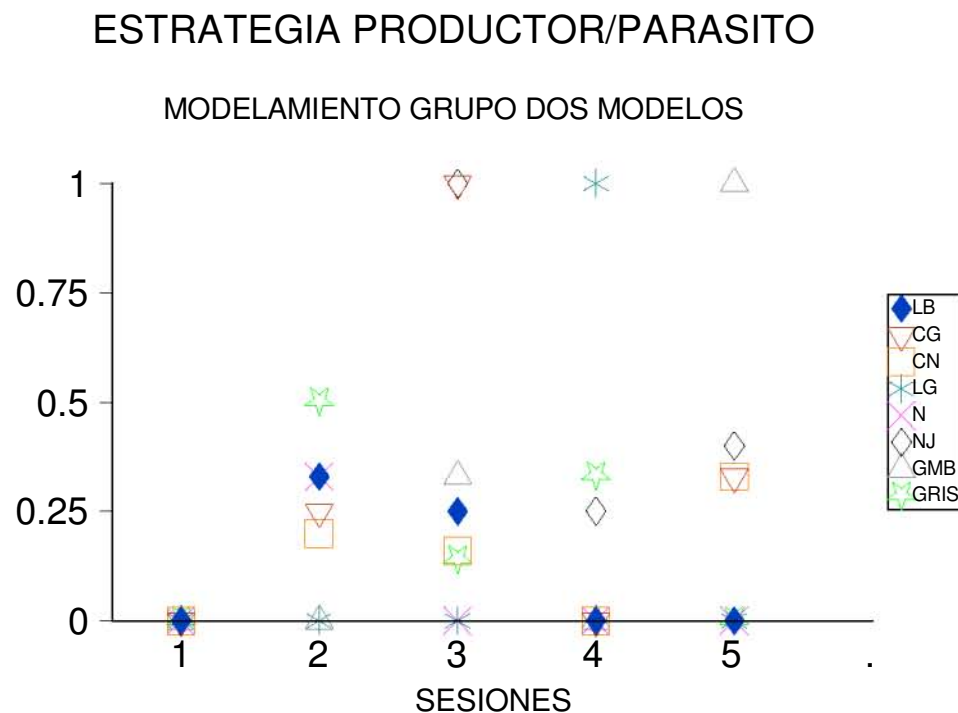 ESTRATEGIA PRODUCTOR/PARASITO
MODELAMIENTO GRUPO DOS MODELOS
1
0.75
0.5
0.25
0
1 2 3 4 5 .
SESIONES
LB
CG
CN
LG
N
NJ
GMB
GRIS